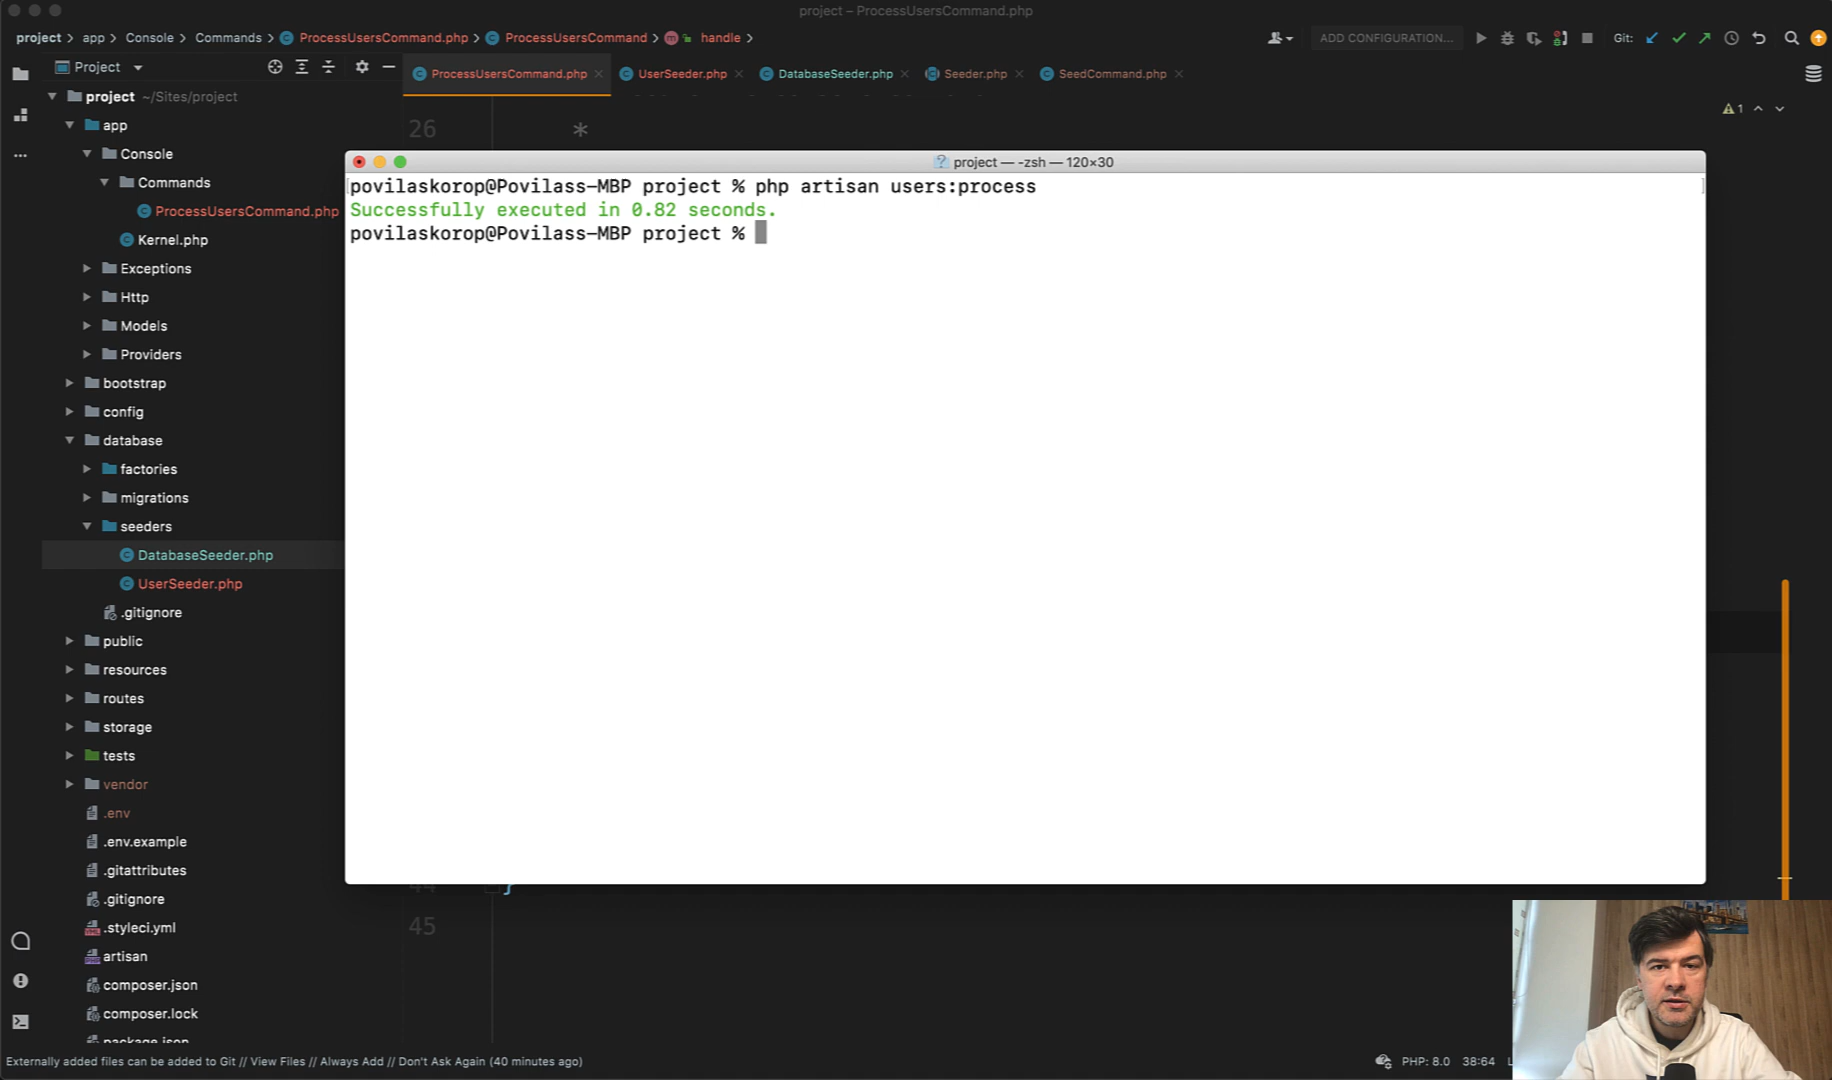 project – ProcessUsersCommand.php
project > app > Console > Commands > ProcessUsersCommand.php > ProcessUsersCommand > handle >
ADD CONFIGURATION...
Git:
Project
ProcessUsersCommand.php
UserSeeder.php
DatabaseSeeder.php
Seeder.php
SeedCommand.php
project ~/Sites/project
app
Console
Commands
ProcessUsersCommand.php
Kernel.php
Exceptions
Http
Models
Providers
bootstrap
config
database
factories
migrations
seeders
DatabaseSeeder.php
UserSeeder.php
.gitignore
public
resources
routes
storage
tests
vendor
.env
.env.example
.gitattributes
.gitignore
.styleci.yml
artisan
composer.json
composer.lock
package.json
26 *
1
project — -zsh — 120×30
povilaskorop@Povilass-MBP project % php artisan users:process
Successfully executed in 0.82 seconds.
povilaskorop@Povilass-MBP project %
44 }
45
Externally added files can be added to Git // View Files // Always Add // Don't Ask Again (40 minutes ago)
PHP: 8.0 38:64